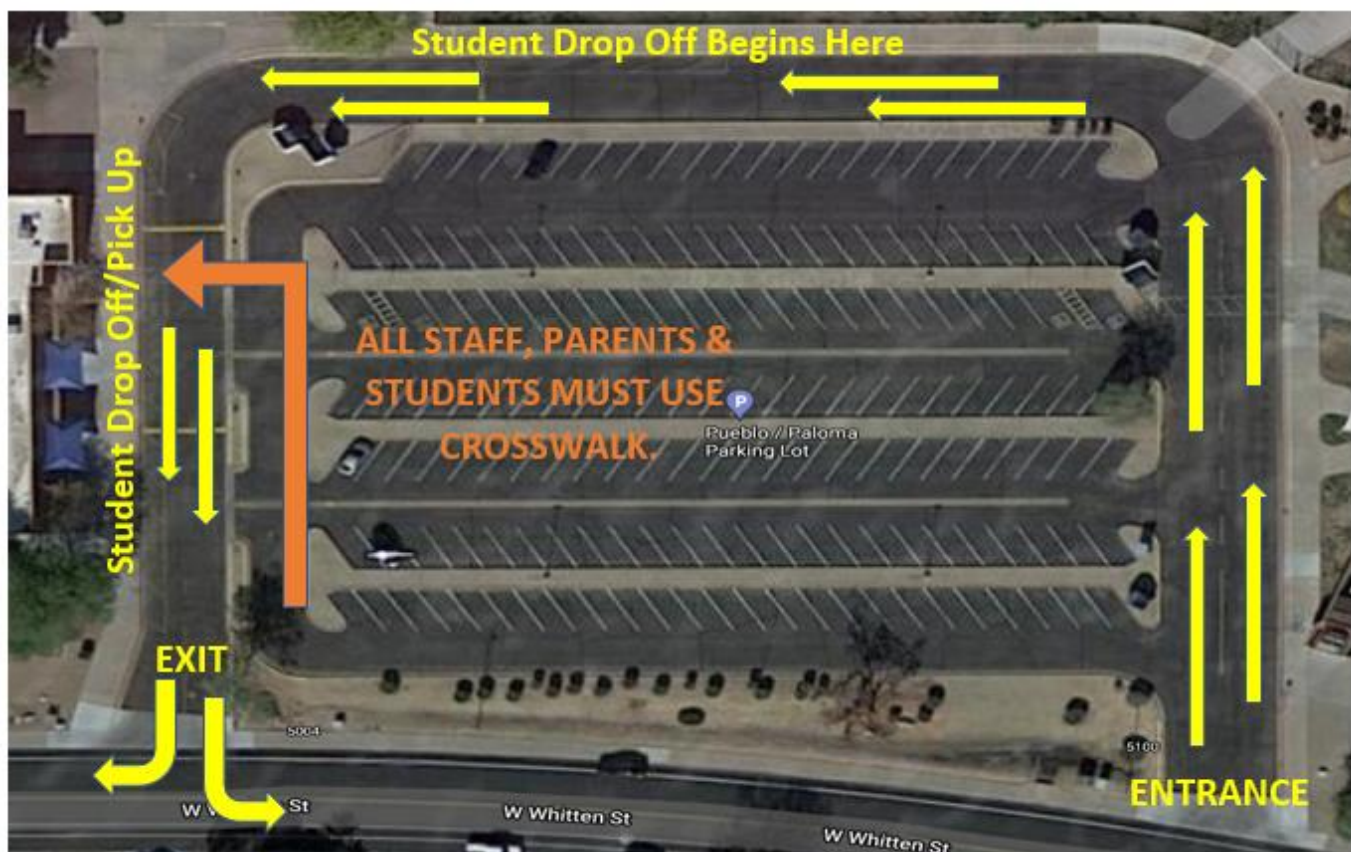 Student Drop Off Begins Here
Student Drop Off/Pick Up
ALL STAFF, PARENTS &
STUDENTS MUST USE
CROSSWALK.
P
Pueblo / Paloma
Parking Lot
EXIT
5004
5100
ENTRANCE
W St
W Whitten St
W Whitten St